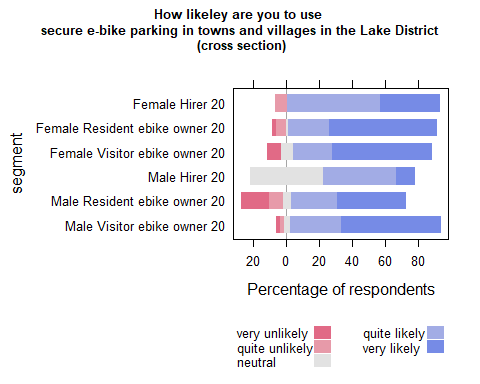 How likeley are you to use
secure e-bike parking in towns and villages in the Lake District
(cross section)
segment
Female Hirer 20
Female Resident ebike owner 20
Female Visitor ebike owner 20
Male Hirer 20
Male Resident ebike owner 20
Male Visitor ebike owner 20
20 0 20 40 60 80
Percentage of respondents
very unlikely quite likely
quite unlikely very likely
neutral